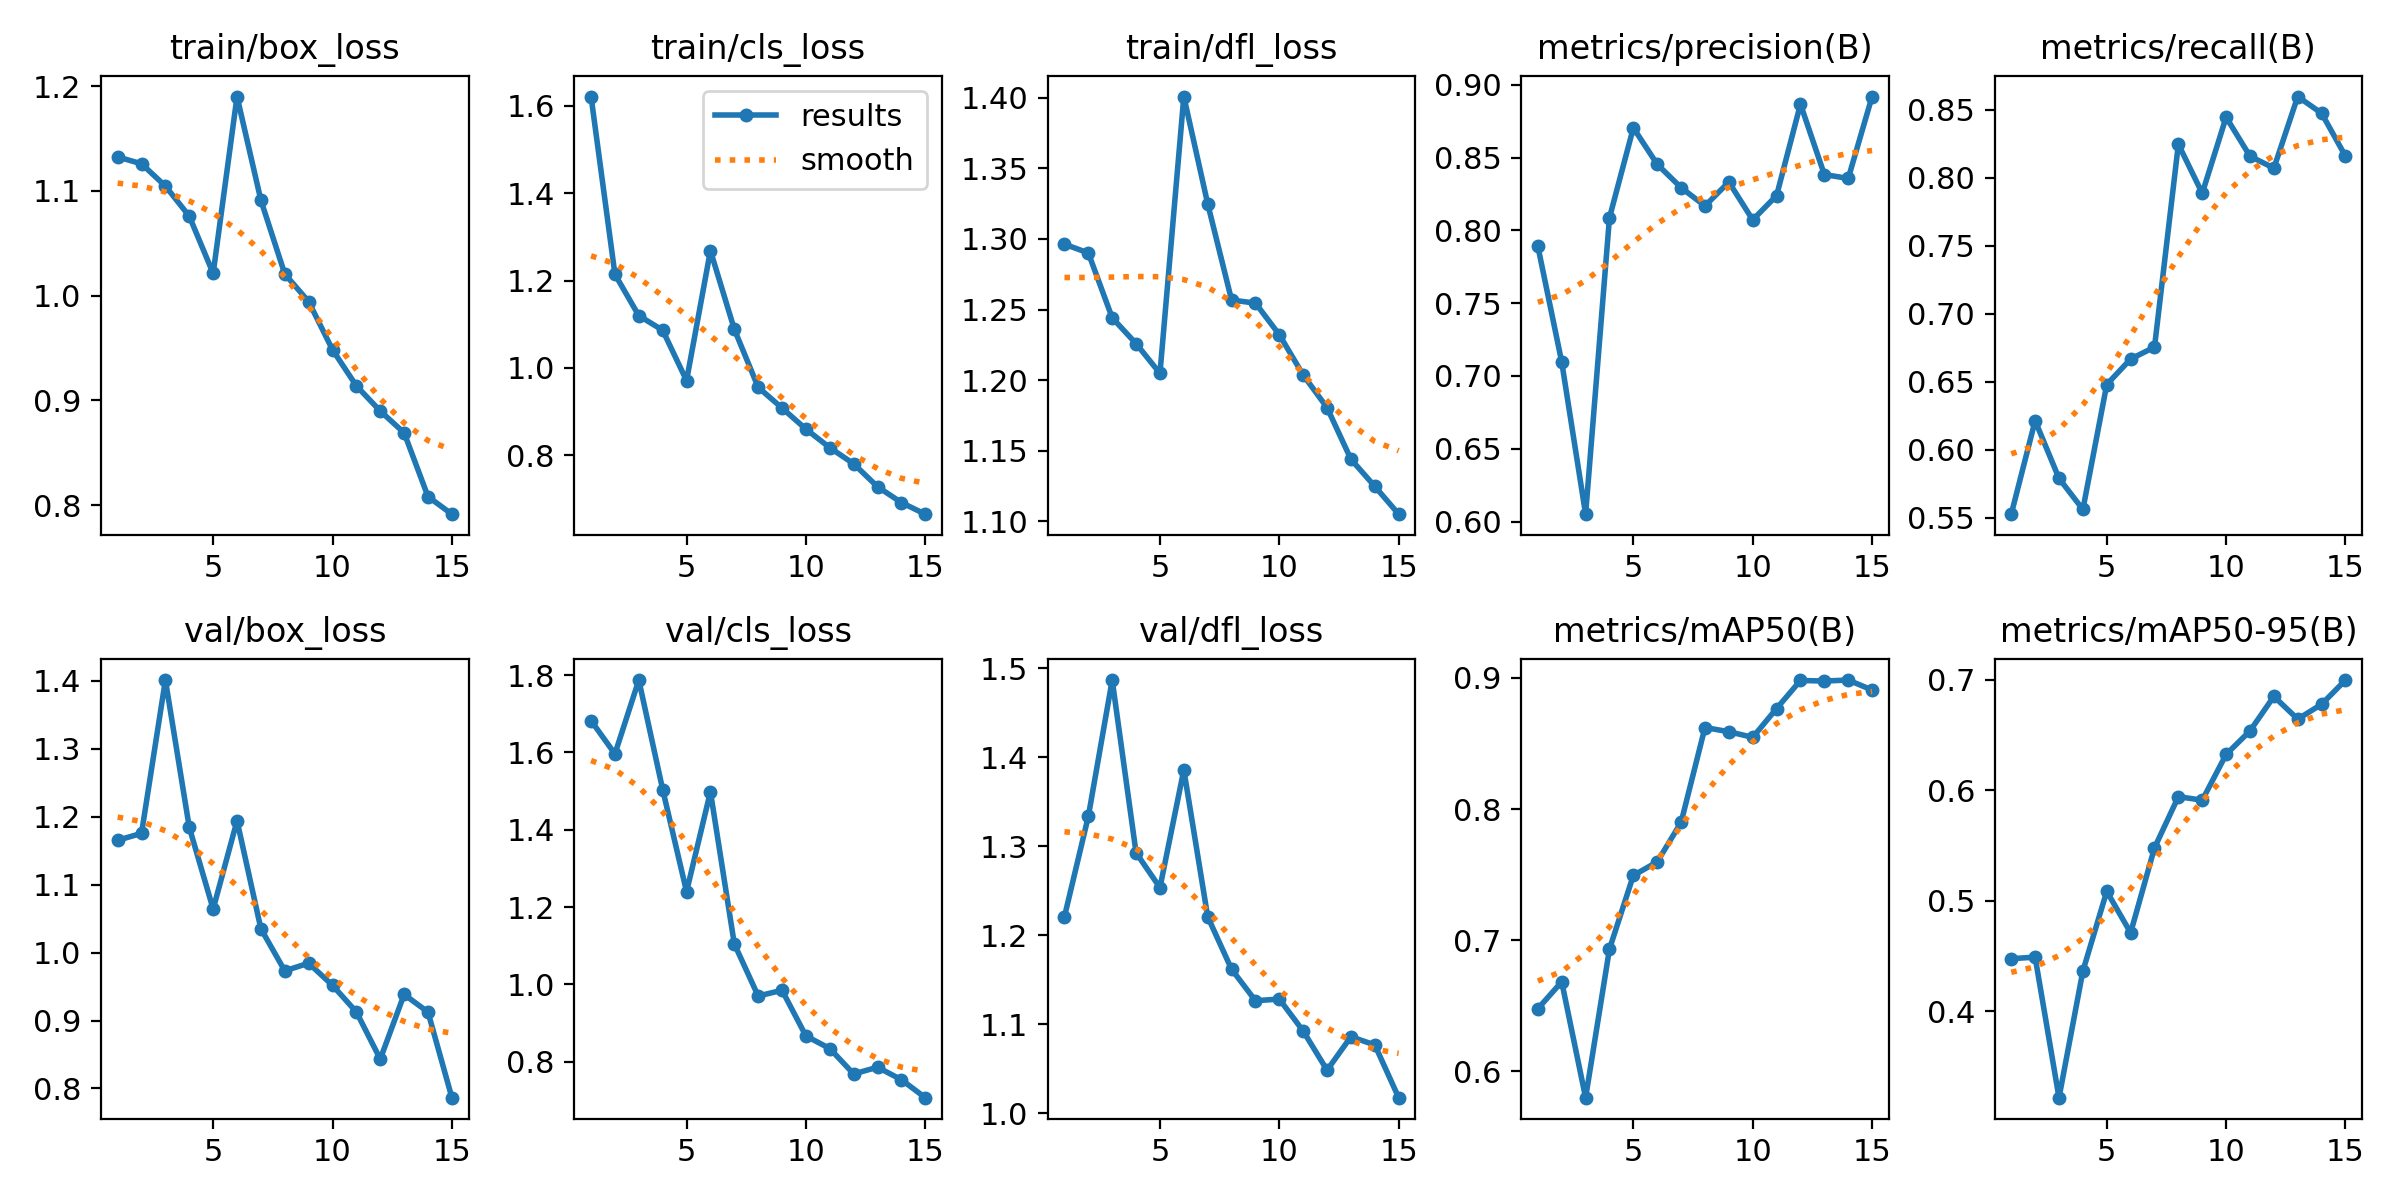 train/box_loss
train/cls_loss
train/dfl_loss
metrics/precision(B)
metrics/recall(B)
1.2
1.1
1.0
0.9
0.8
5 10 15
1.6
1.4
1.2
1.0
0.8
results
smooth
5 10 15
1.40
1.35
1.30
1.25
1.20
1.15
1.10
5 10 15
0.90
0.85
0.80
0.75
0.70
0.65
0.60
5 10 15
0.85
0.80
0.75
0.70
0.65
0.60
0.55
5 10 15
val/box_loss
val/cls_loss
val/dfl_loss
metrics/mAP50(B)
metrics/mAP50-95(B)
1.4
1.3
1.2
1.1
1.0
0.9
0.8
5 10 15
1.8
1.6
1.4
1.2
1.0
0.8
5 10 15
1.5
1.4
1.3
1.2
1.1
1.0
5 10 15
0.9
0.8
0.7
0.6
5 10 15
0.7
0.6
0.5
0.4
5 10 15